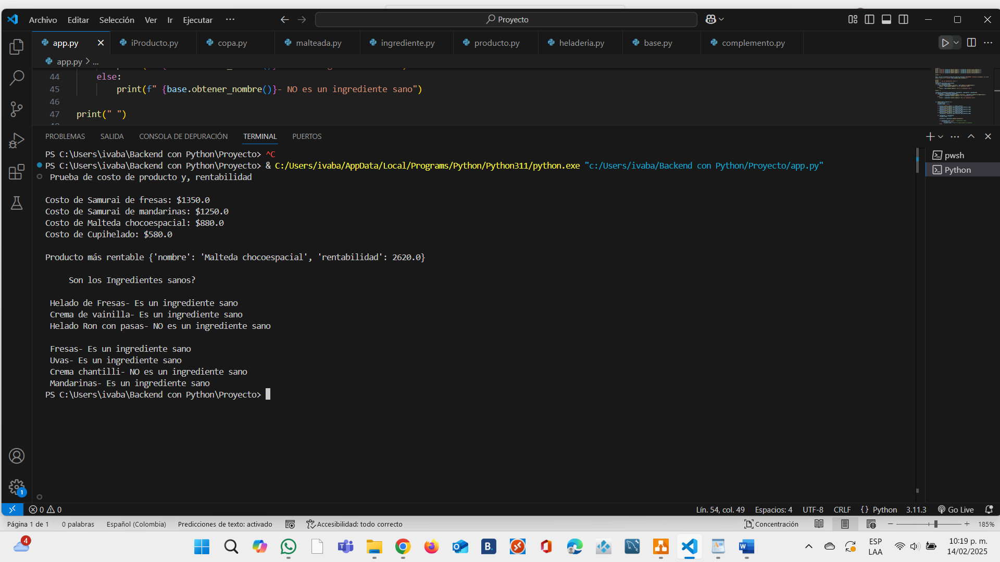 Archivo Editar Selección Ver Ir Ejecutar ... Proyecto
app.py iProducto.py copa.py malteada.py ingrediente.py producto.py heladeria.py base.py complemento.py
app.py > ...
44 else:
45 print(f" {base.obtener_nombre()}- NO es un ingrediente sano")
46
47 print(" ")
PROBLEMAS SALIDA CONSOLA DE DEPURACIÓN TERMINAL PUERTOS
PS C:\Users\ivaba\Backend con Python\Proyecto> ^C
PS C:\Users\ivaba\Backend con Python\Proyecto> & C:/Users/ivaba/AppData/Local/Programs/Python/Python311/python.exe "c:/Users/ivaba/Backend con Python/Proyecto/app.py"
Prueba de costo de producto y, rentabilidad
Costo de Samurai de fresas: $1350.0
Costo de Samurai de mandarinas: $1250.0
Costo de Malteda chocoespacial: $880.0
Costo de Cupihelado: $580.0
Producto más rentable {'nombre': 'Malteda chocoespacial', 'rentabilidad': 2620.0}
Son los Ingredientes sanos?
Helado de Fresas- Es un ingrediente sano
Crema de vainilla- Es un ingrediente sano
Helado Ron con pasas- NO es un ingrediente sano
Fresas- Es un ingrediente sano
Uvas- Es un ingrediente sano
Crema chantilli- NO es un ingrediente sano
Mandarinas- Es un ingrediente sano
PS C:\Users\ivaba\Backend con Python\Proyecto>
pwsh
Python
1
0 0 Lín. 54, col. 49 Espacios: 4 UTF-8 CRLF {} Python 3.11.3 Go Live
Página 1 de 1 0 palabras Español (Colombia) Predicciones de texto: activado Accesibilidad: todo correcto Concentración 185%
4
ESP
LAA
10:19 p. m.
14/02/2025